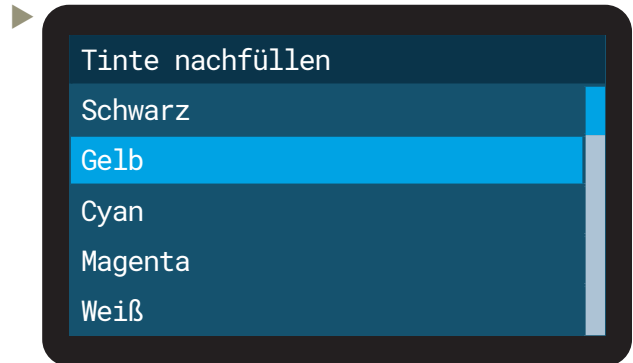 Tinte nachfüllen
Schwarz
Gelb
Cyan
Magenta
Weiß